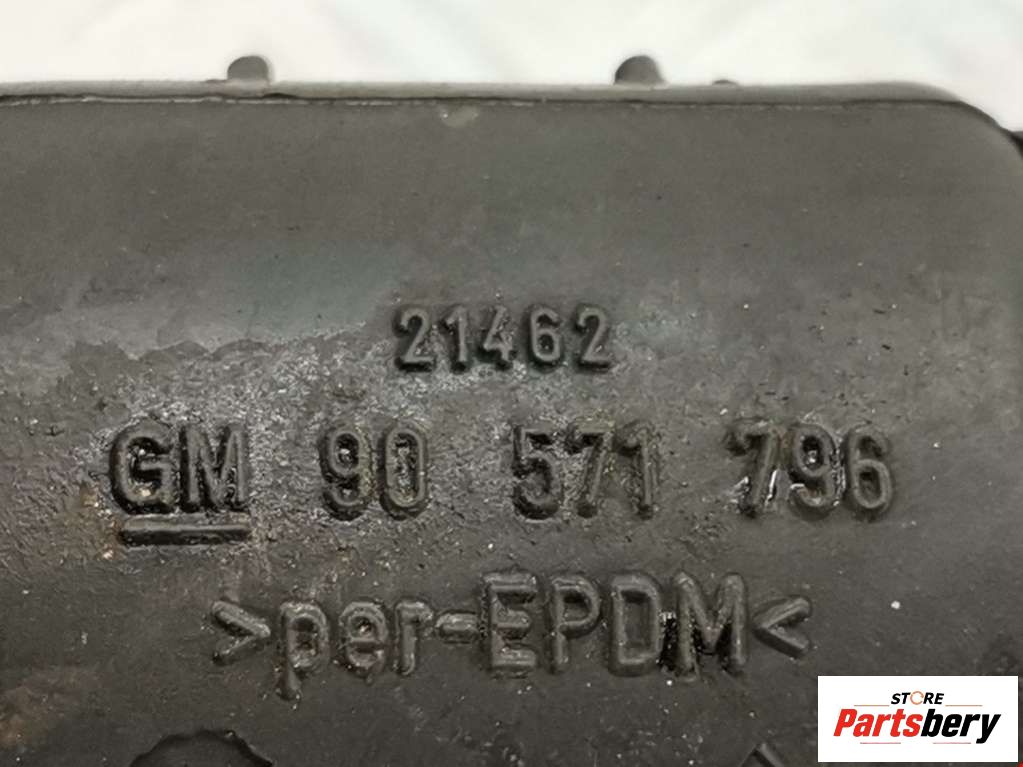 21462
GM 90 571 796
>per-EPDM<
STORE
Partsbery